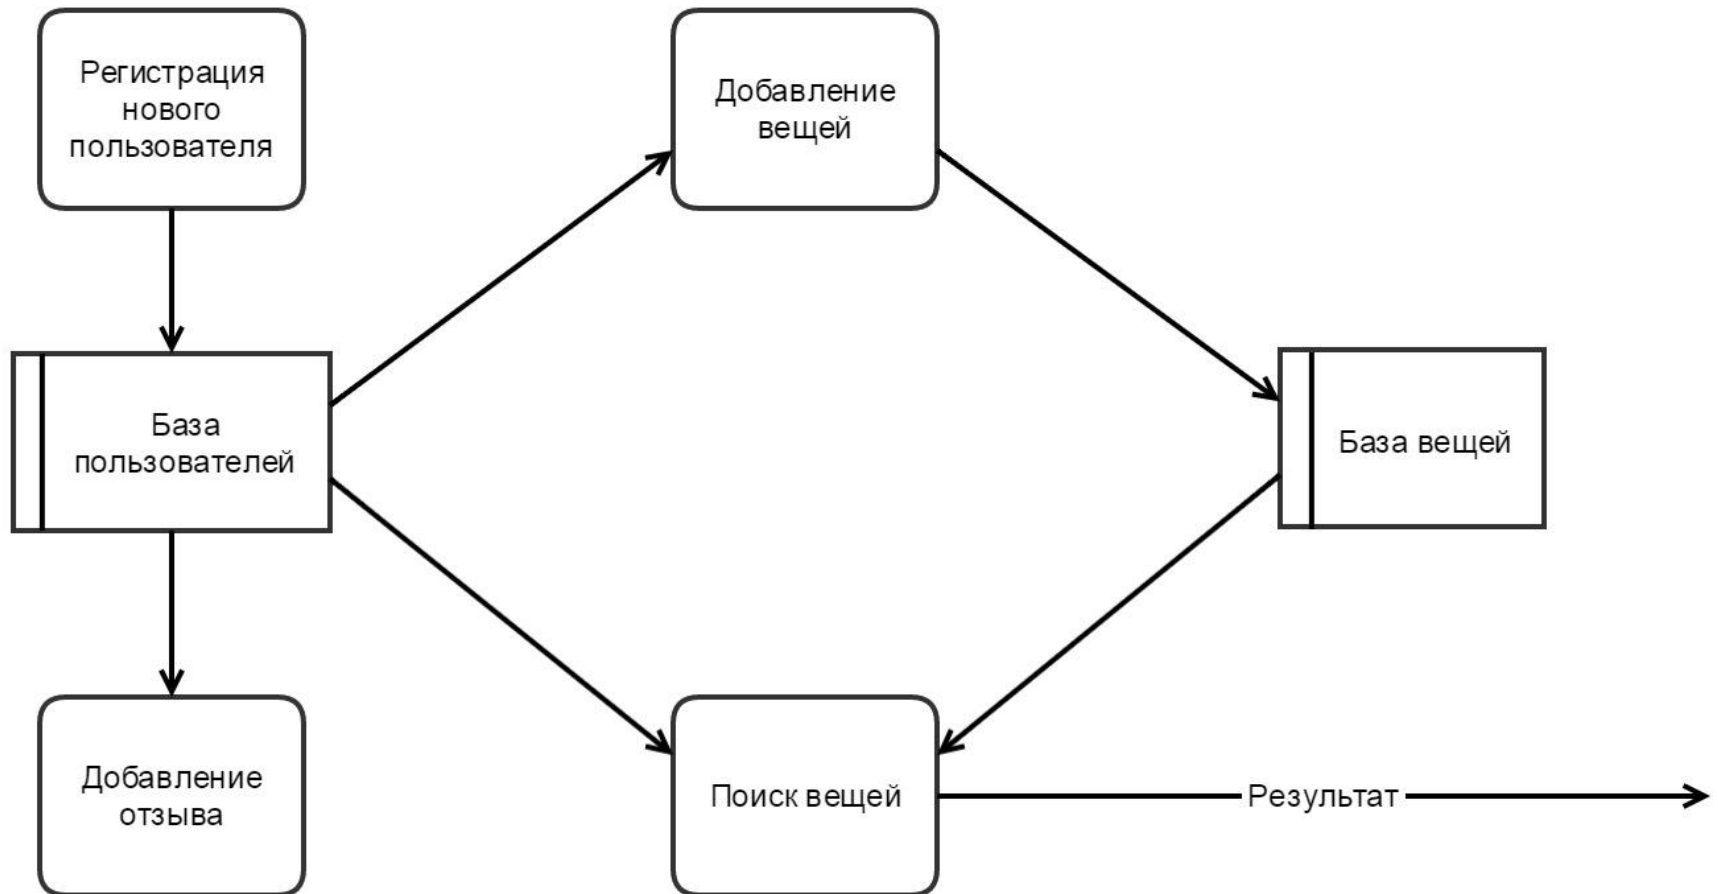 Регистрация
нового
пользователя
Добавление
вещей
База
пользователей
База вещей
Добавление
отзыва
Поиск вещей
Результат